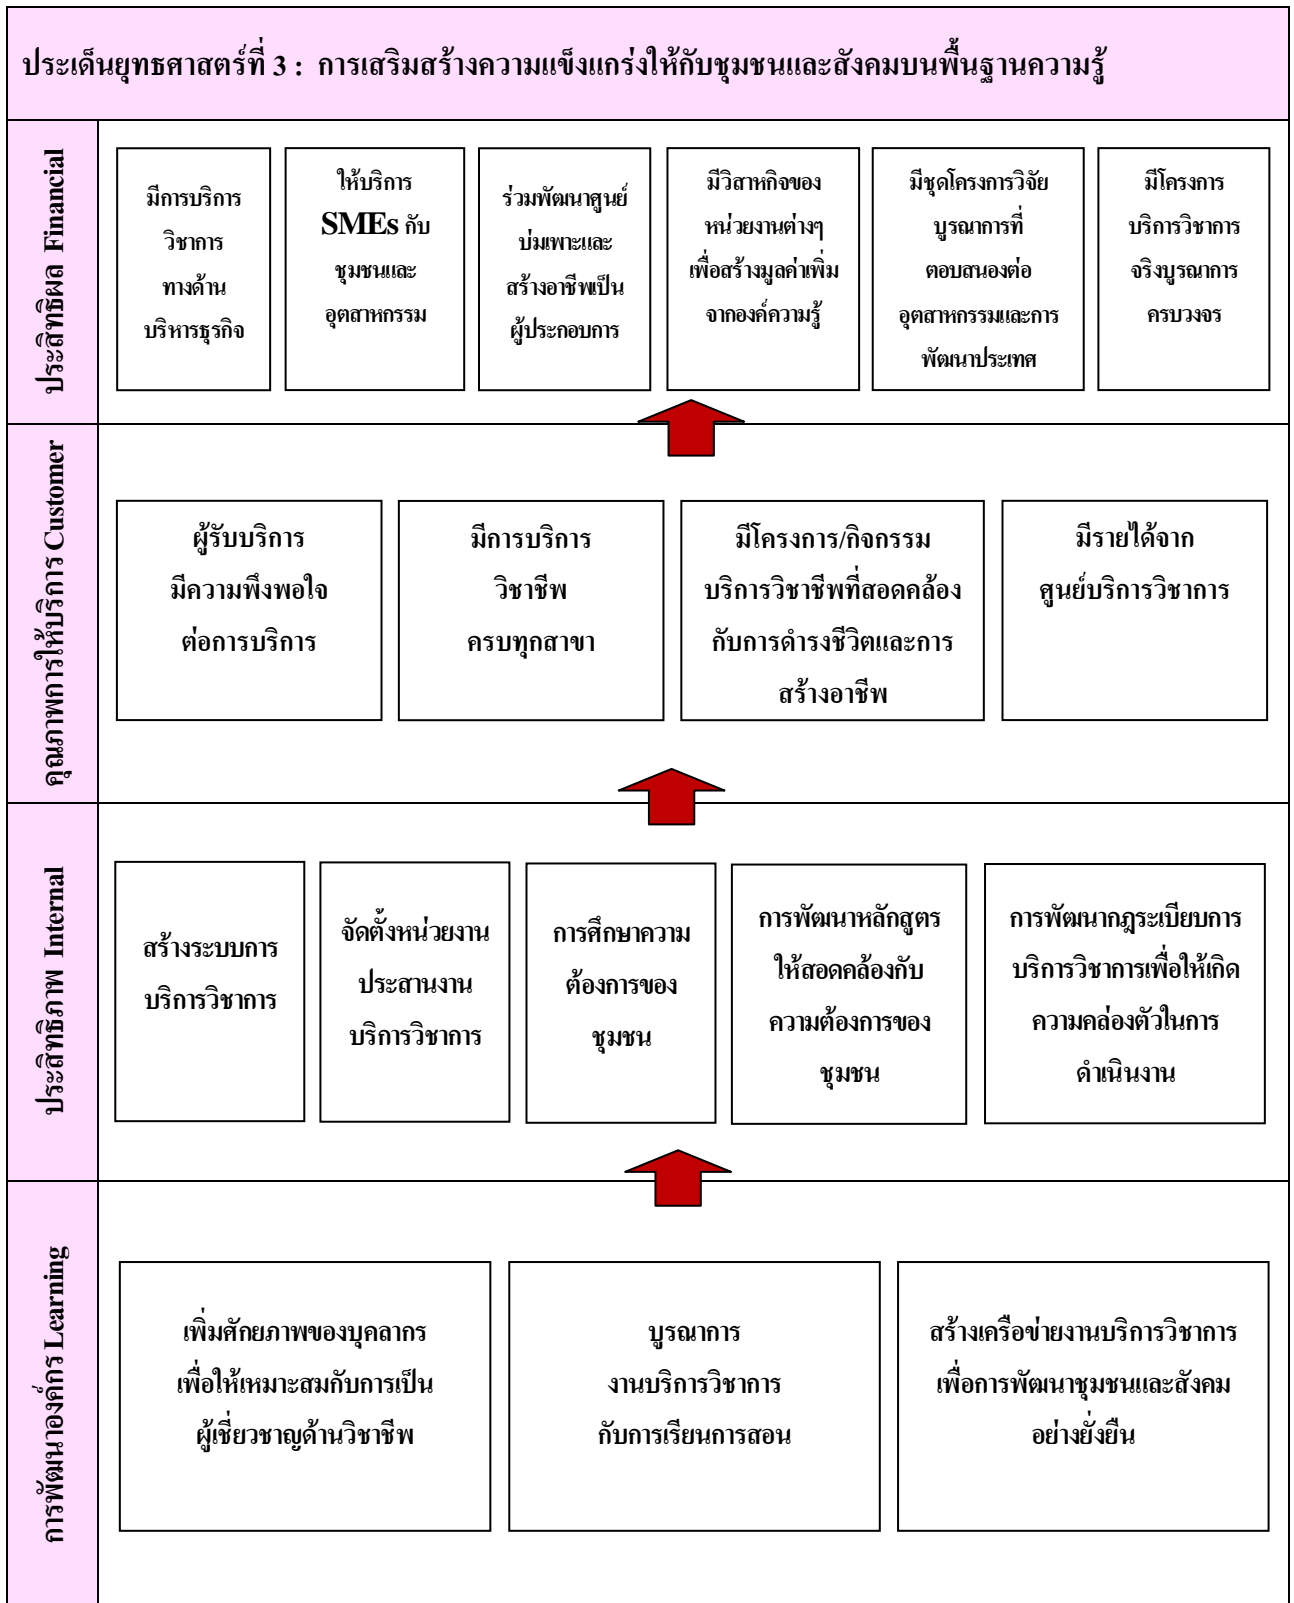 ประเด็นยุทธศาสตร์ที่ 3 : การเสริมสร้างความแข็งแกร่งให้กับชุมชนและสังคมบนพื้นฐานความรู้
ประสิทธิผล Financial
มีการบริการ
วิชาการ
ทางด้าน
บริหารธุรกิจ
ให้บริการ
SMEs กับ
ชุมชนและ
อุตสาหกรรม
ร่วมพัฒนาศูนย์
บ่มเพาะและ
สร้างอาชีพเป็น
ผู้ประกอบการ
มีวิสาหกิจของ
หน่วยงานต่างๆ
เพื่อสร้างมูลค่าเพิ่ม
จากองค์ความรู้
มีชุดโครงการวิจัย
บูรณาการที่
ตอบสนองต่อ
อุตสาหกรรมและการ
พัฒนาประเทศ
มีโครงการ
บริการวิชาการ
จริงบูรณาการ
ครบวงจร
คุณภาพการให้บริการ Customer
ผู้รับบริการ
มีความพึงพอใจ
ต่อการบริการ
มีการบริการ
วิชาชีพ
ครบทุกสาขา
มีโครงการ/กิจกรรม
บริการวิชาชีพที่สอดคล้อง
กับการดำรงชีวิตและการ
สร้างอาชีพ
มีรายได้จาก
ศูนย์บริการวิชาการ
ประสิทธิภาพ Internal
สร้างระบบการ
บริการวิชาการ
จัดตั้งหน่วยงาน
ประสานงาน
บริการวิชาการ
การศึกษาความ
ต้องการของ
ชุมชน
การพัฒนาหลักสูตร
ให้สอดคล้องกับ
ความต้องการของ
ชุมชน
การพัฒนากฎระเบียบการ
บริการวิชาการเพื่อให้เกิด
ความคล่องตัวในการ
ดำเนินงาน
การพัฒนาองค์กร Learning
เพิ่มศักยภาพของบุคลากร
เพื่อให้เหมาะสมกับการเป็น
ผู้เชี่ยวชาญด้านวิชาชีพ
บูรณาการ
งานบริการวิชาการ
กับการเรียนการสอน
สร้างเครือข่ายงานบริการวิชาการ
เพื่อการพัฒนาชุมชนและสังคม
อย่างยั่งยืน